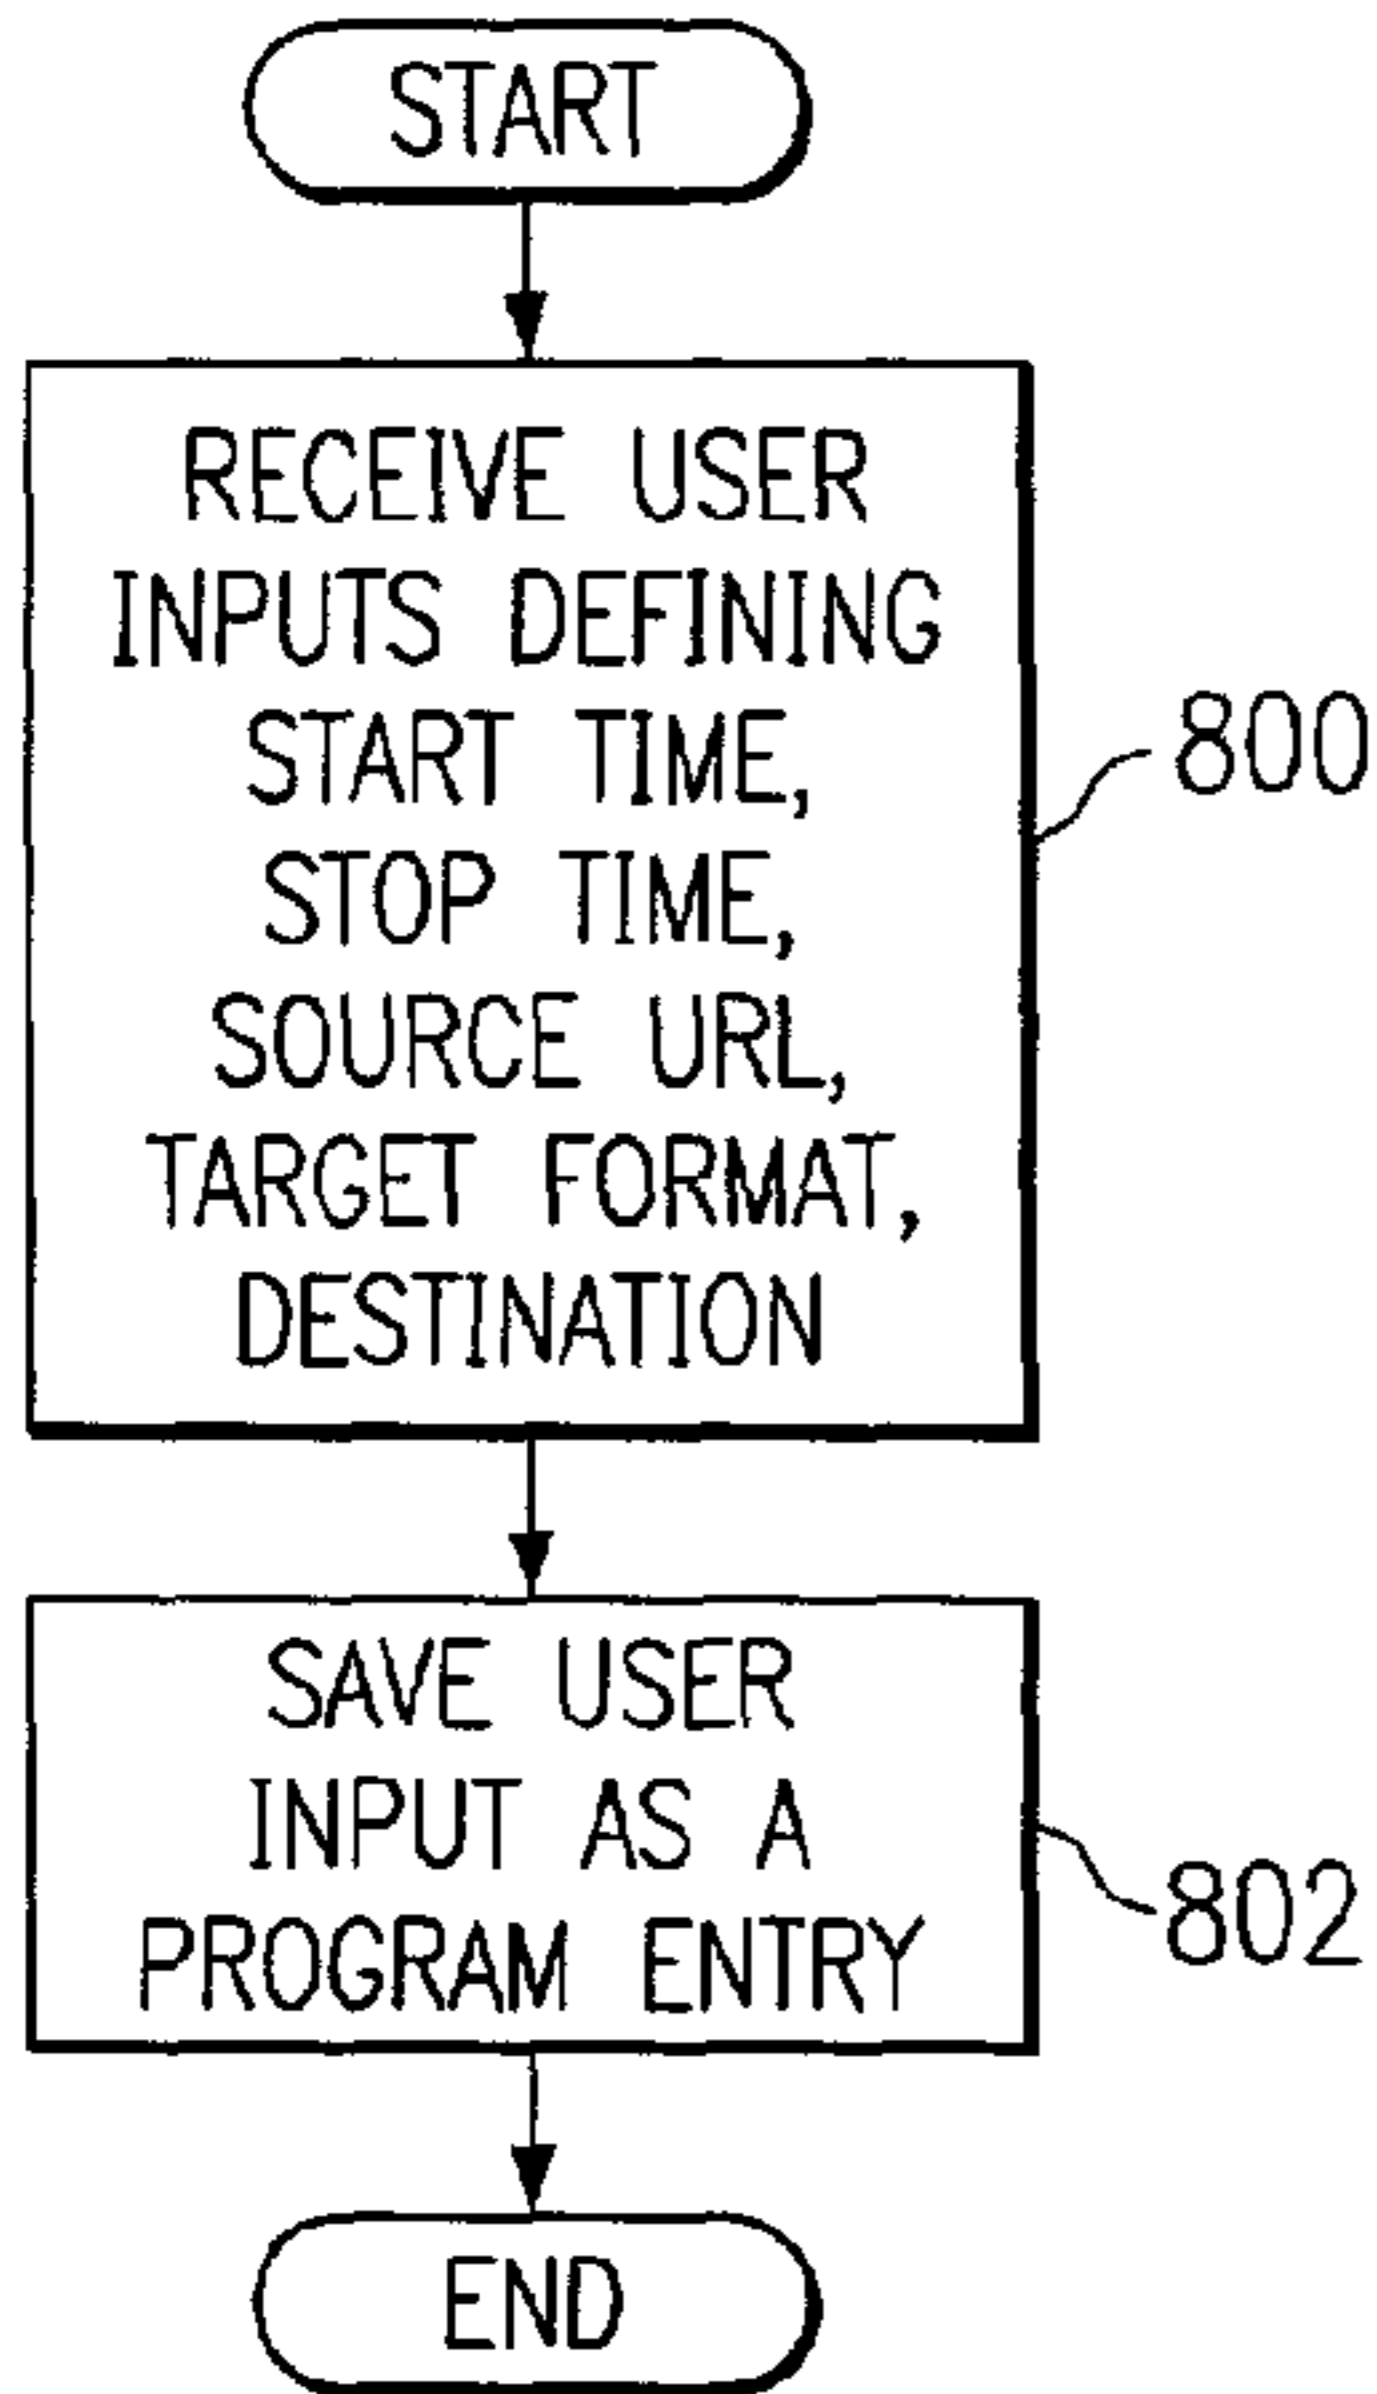 START
RECEIVE USER
INPUTS DEFINING
START TIME,
STOP TIME,
SOURCE URL,
TARGET FORMAT,
DESTINATION
800
SAVE USER
INPUT AS A
PROGRAM ENTRY
802
END